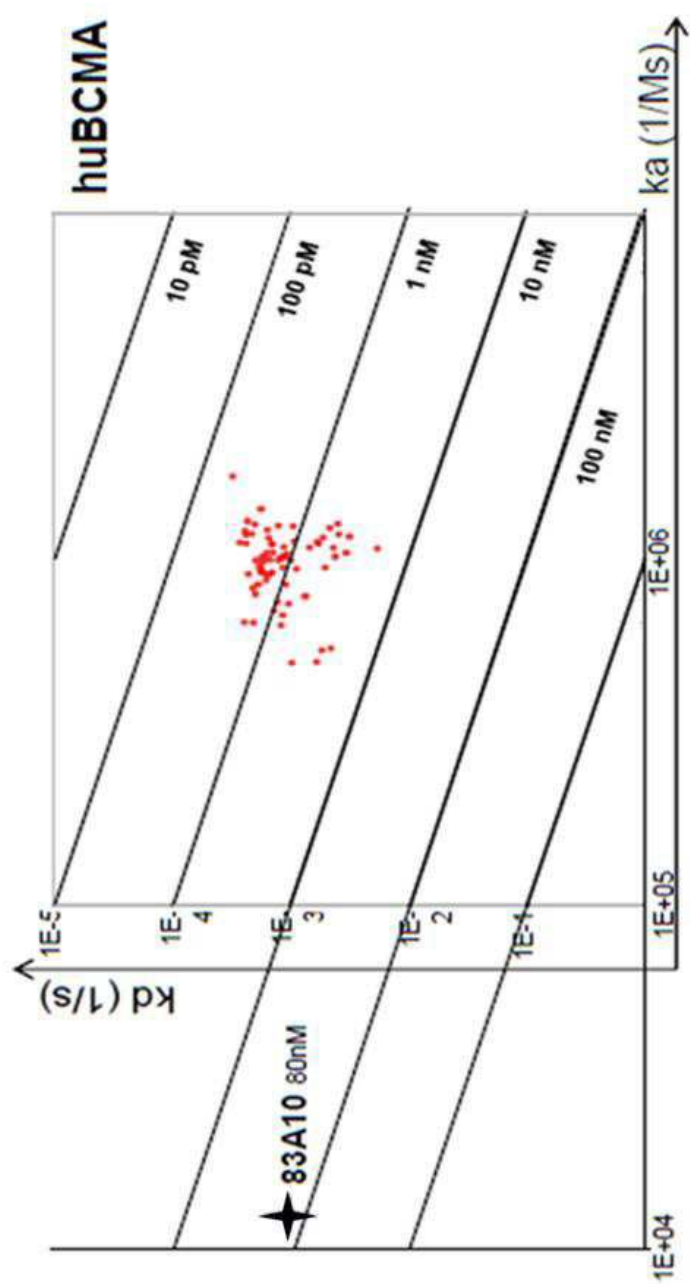 huBCMA
10 pM
100 pM
1 nM
10 nM
100 nM
1E-5
1E-
4
1E-
3
1E-
2
1E-1
kd (1/s)
83A10 80nM
1E+04
1E+05
1E+06
ka (1/Ms)